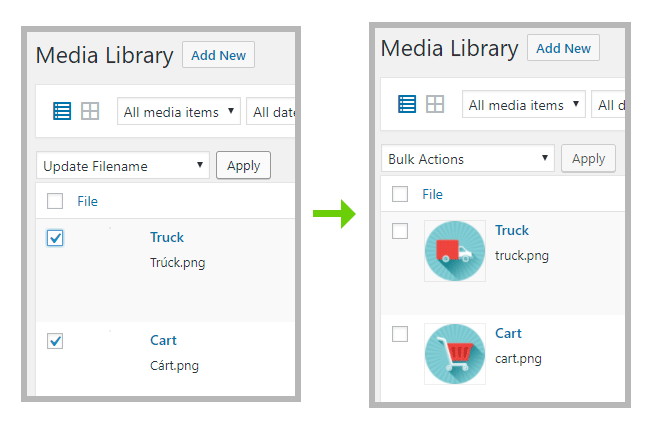 Media Library Add New
All media items All date
Update Filename Apply
File
Truck
Trúck.png
Cart
Cárt.png
Media Library Add New
All media items All d
Bulk Actions Apply
File
Truck
truck.png
Cart
cart.png